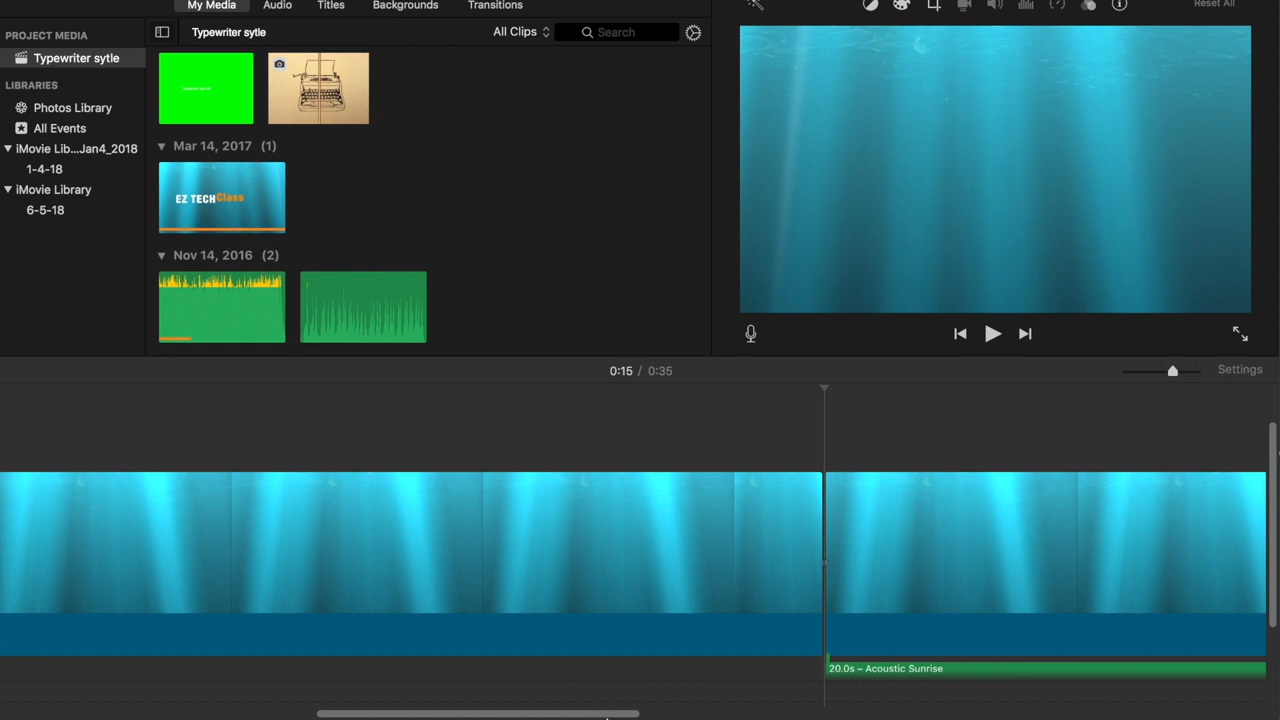 My Media Audio Titles Backgrounds Transitions
Reset All
PROJECT MEDIA
Typewriter sytle
LIBRARIES
Photos Library
All Events
iMovie Lib...Jan4_2018
1-4-18
iMovie Library
6-5-18
Typewriter sytle
All Clips
Search
Mar 14, 2017 (1)
EZ TECHClass
Nov 14, 2016 (2)
0:15 / 0:35
Settings
20.0s – Acoustic Sunrise